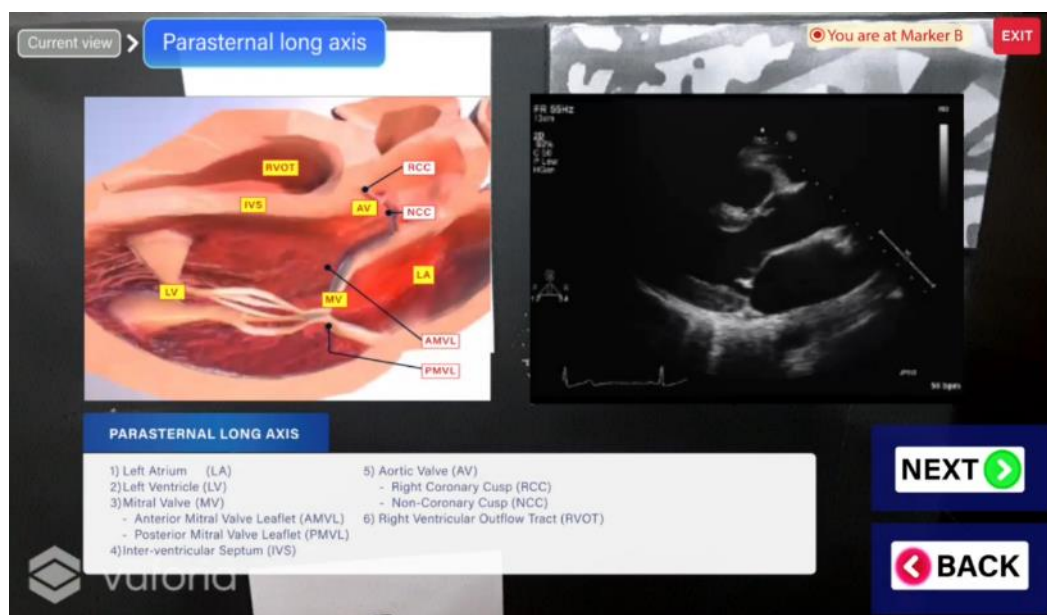 Current view
Parasternal long axis
You are at Marker B
EXIT
RVOT
RCC
IVS
AV
NCC
LA
LV
MV
AMVL
PMVL
FR 55Hz
2D
90 bpm
PARASTERNAL LONG AXIS
1) Left Atrium (LA)
2)Left Ventricle (LV)
3)Mitral Valve (MV)
- Anterior Mitral Valve Leaflet (AMVL)
- Posterior Mitral Valve Leaflet (PMVL)
4)Inter-ventricular Septum (IVS)
5) Aortic Valve (AV)
- Right Coronary Cusp (RCC)
- Non-Coronary Cusp (NCC)
6) Right Ventricular Outflow Tract (RVOT)
NEXT
BACK
vuforia